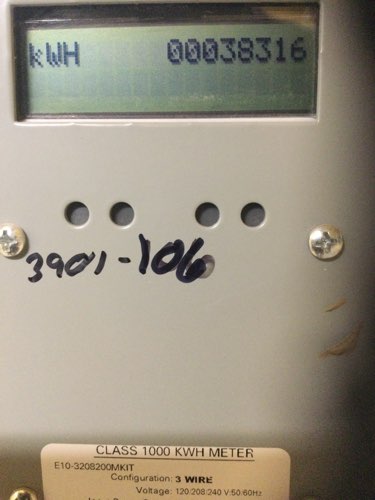 kWH 00038316
3901-106
CLASS 1000 KWH METER
E10-3208200MKIT
Configuration: 3 WIRE
Voltage: 120:208:240 V:50:60Hz